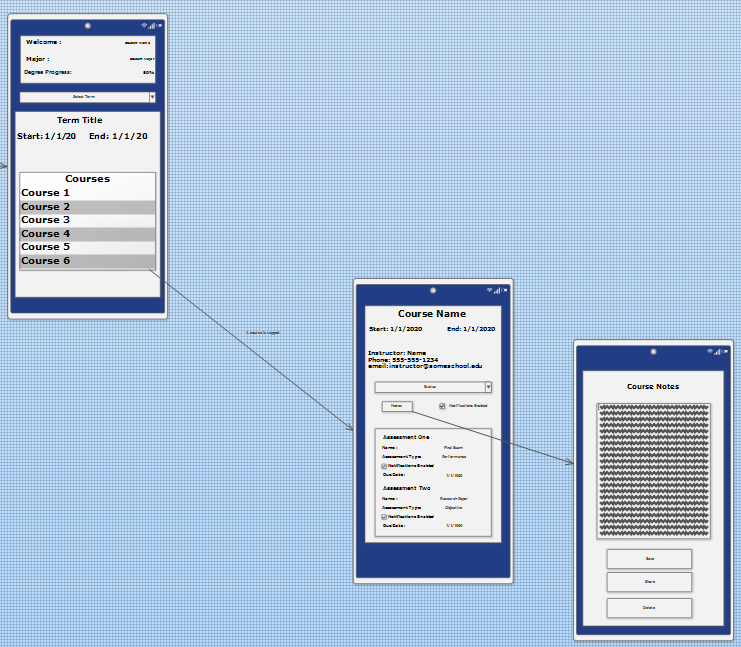 Welcome :
Major :
Degree Progress: 80%
Select Term
Term Title
Start: 1/1/20 End: 1/1/20
Courses
Course 1
Course 2
Course 3
Course 4
Course 5
Course 6
Course Name
Start: 1/1/2020 End: 1/1/2020
Instructor: Name
Phone: 555-555-1234
email:instructor@someschool.edu
Status
Notes Notifications Enabled
Assessment One
Name : Final Exam
Assessment Type: Performance
Notifications Enabled
Due Date: 1/1/1900
Assessment Two
Name : Research Paper
Assessment Type: Objective
Notifications Enabled
Due Date: 1/1/1900
Course Notes
Save
Share
Delete